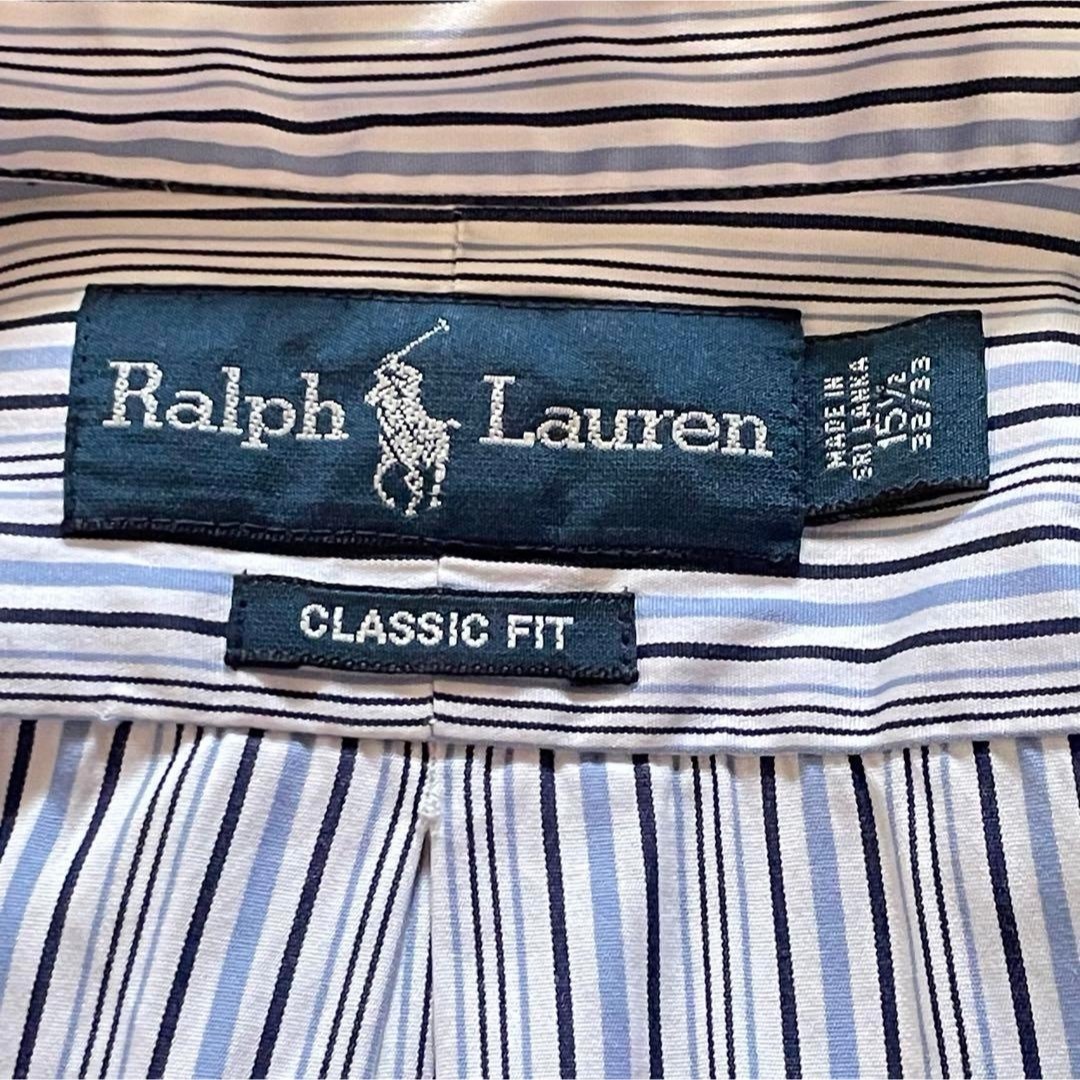 Ralph Lauren
MADE IN
SRI LANKA
15½
32/33
CLASSIC FIT